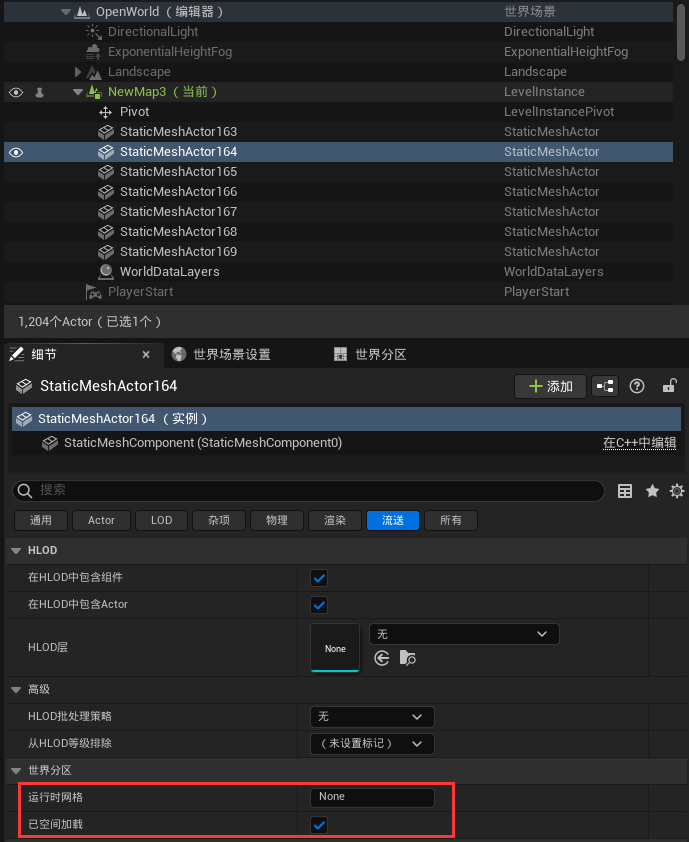 OpenWorld（编辑器） 世界场景
DirectionalLight DirectionalLight
ExponentialHeightFog ExponentialHeightFog
Landscape Landscape
NewMap3（当前） LevelInstance
Pivot LevelInstancePivot
StaticMeshActor163 StaticMeshActor
StaticMeshActor164 StaticMeshActor
StaticMeshActor165 StaticMeshActor
StaticMeshActor166 StaticMeshActor
StaticMeshActor167 StaticMeshActor
StaticMeshActor168 StaticMeshActor
StaticMeshActor169 StaticMeshActor
WorldDataLayers WorldDataLayers
PlayerStart PlayerStart
1,204个Actor（已选1个）
细节 × 世界场景设置 世界分区
StaticMeshActor164 添加
StaticMeshActor164（实例）
StaticMeshComponent (StaticMeshComponent0) 在C++中编辑
搜索
通用 Actor LOD 杂项 物理 渲染 流送 所有
HLOD
在HLOD中包含组件
在HLOD中包含Actor
HLOD层 None 无
高级
HLOD批处理策略 无
从HLOD等级排除 （未设置标记）
世界分区
运行时网格 None
已空间加载